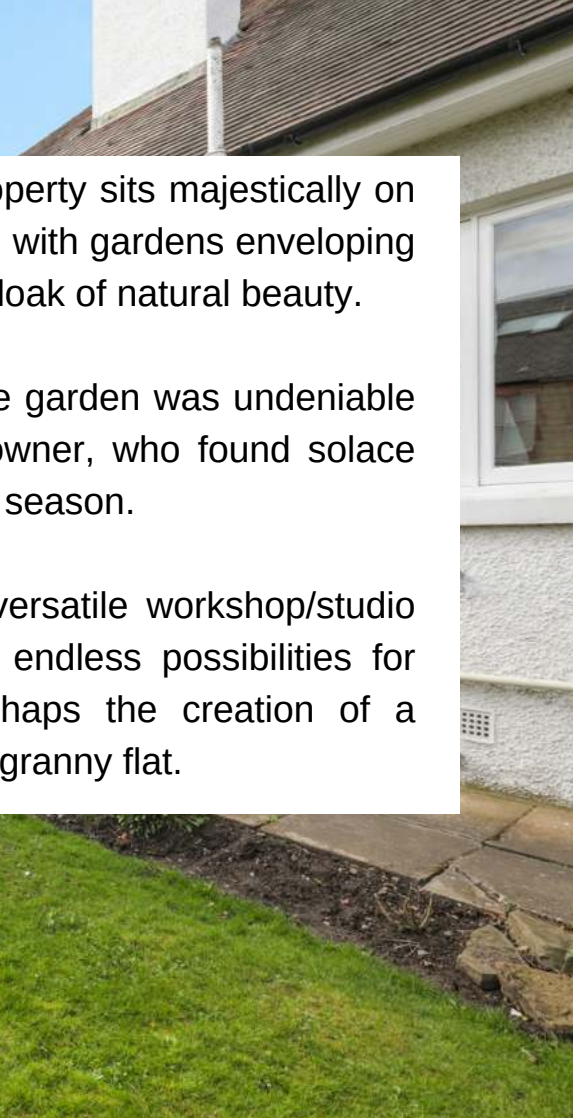 perty sits majestically on
with gardens enveloping
loak of natural beauty.
e garden was undeniable
owner, who found solace
season.
versatile workshop/studio
endless possibilities for
haps the creation of a
granny flat.